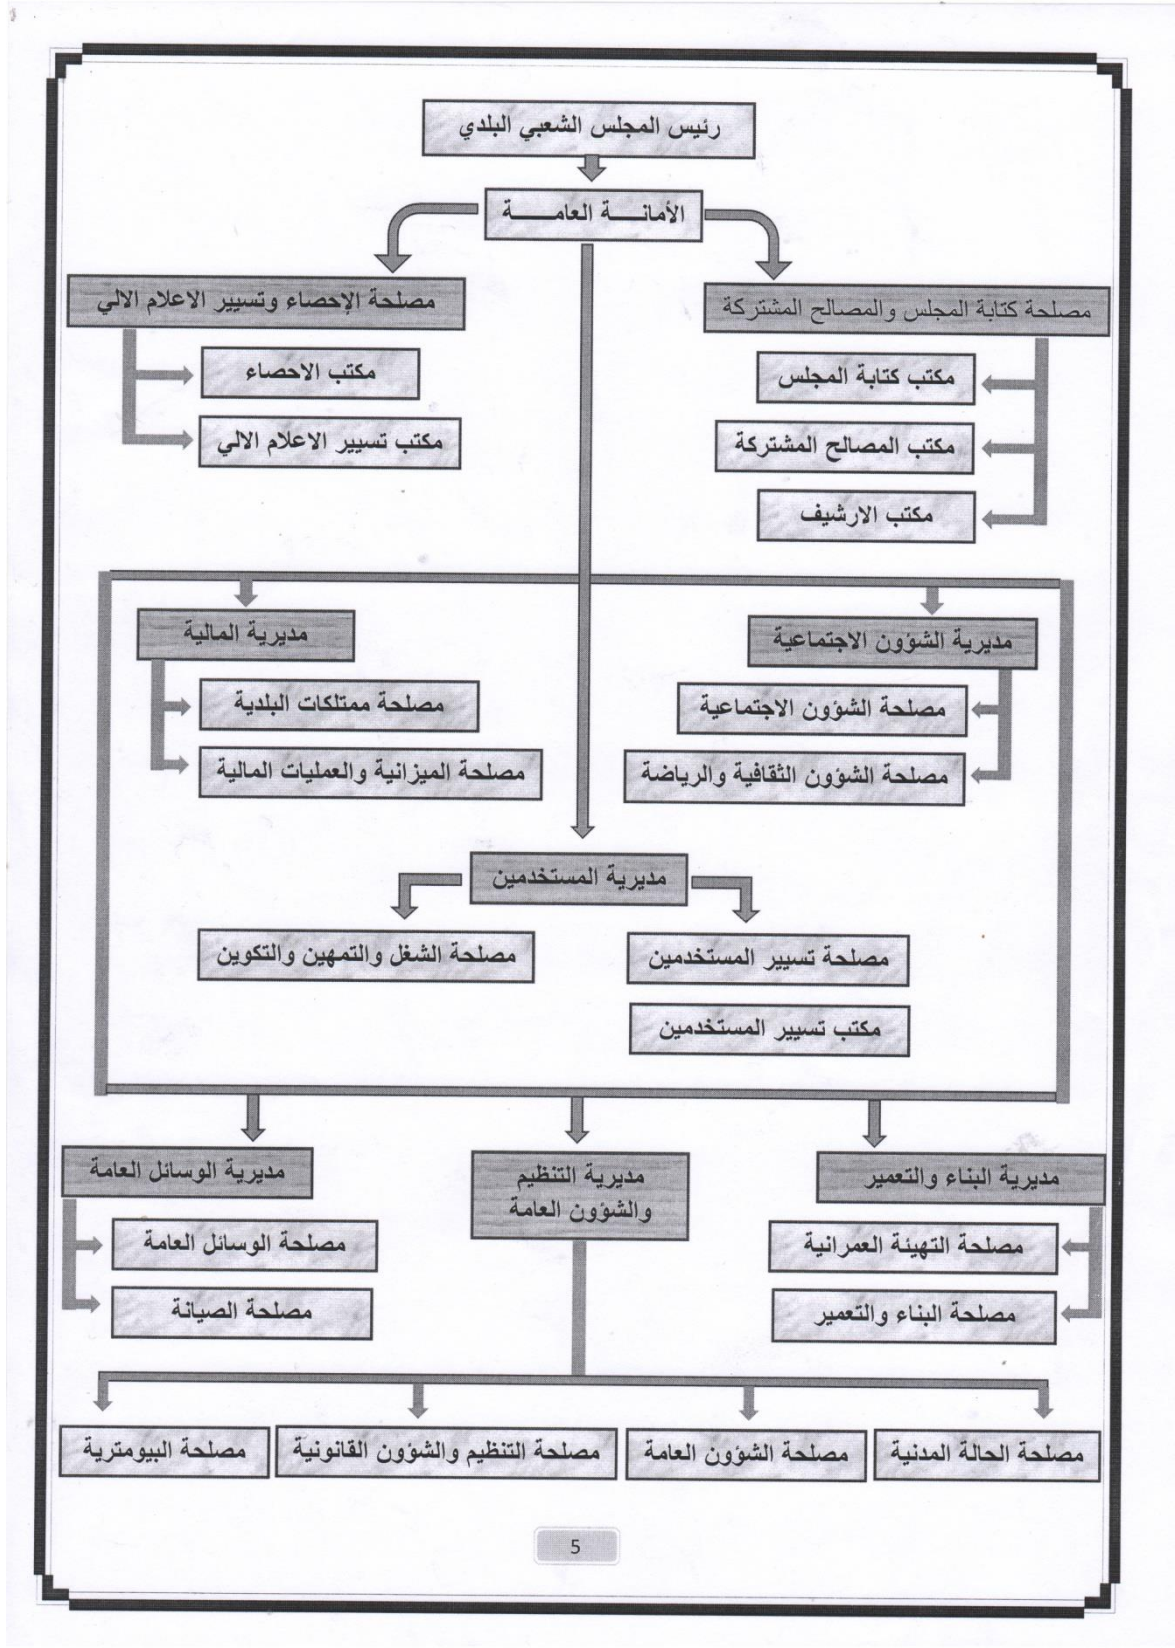 رئيس المجلس الشعبي البلدي
الأمانـــة العامـــــة
مصلحة كتابة المجلس والمصالح المشتركة
مصلحة الإحصاء وتسيير الاعلام الالي
مكتب كتابة المجلس
مكتب المصالح المشتركة
مكتب الارشيف
مكتب الاحصاء
مكتب تسيير الاعلام الالي
مديرية الشؤون الاجتماعية
مصلحة الشؤون الاجتماعية
مصلحة الشؤون الثقافية والرياضة
مديرية المالية
مصلحة ممتلكات البلدية
مصلحة الميزانية والعمليات المالية
مديرية المستخدمين
مصلحة تسيير المستخدمين
مكتب تسيير المستخدمين
مصلحة الشغل والتمهين والتكوين
مديرية البناء والتعمير
مصلحة التهيئة العمرانية
مصلحة البناء والتعمير
مديرية التنظيم
والشؤون العامة
مديرية الوسائل العامة
مصلحة الوسائل العامة
مصلحة الصيانة
مصلحة الحالة المدنية
مصلحة الشؤون العامة
مصلحة التنظيم والشؤون القانونية
مصلحة البيومترية
5